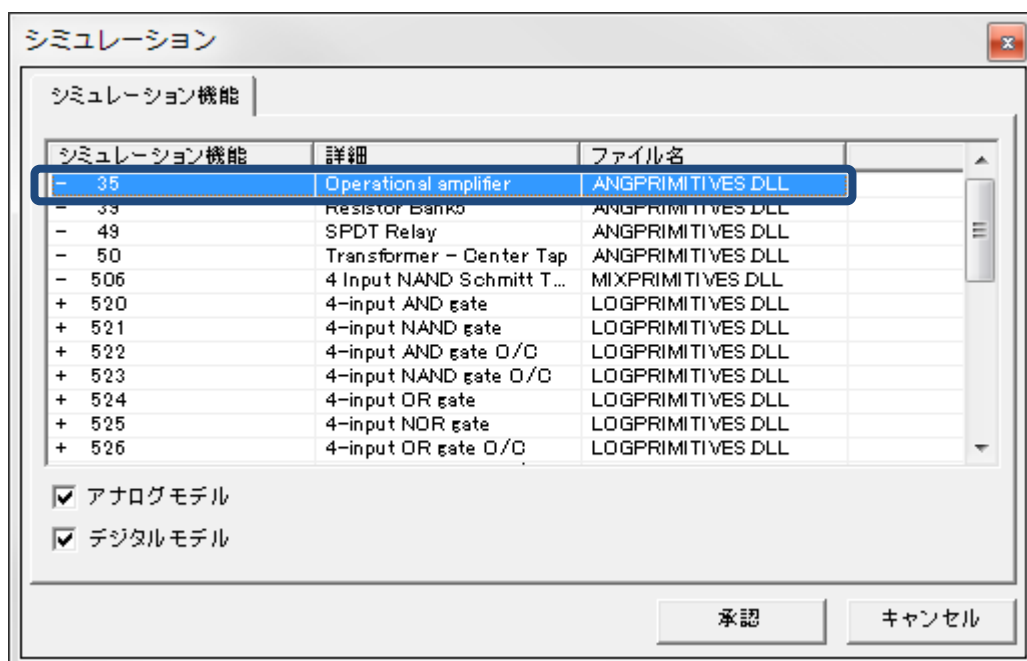 シミュレーション
シミュレーション機能
シミュレーション機能 詳細 ファイル名
- 35 Operational amplifier ANGPRIMITIVES.DLL
- 39 Resistor Bank5 ANGPRIMITIVES.DLL
- 49 SPDT Relay ANGPRIMITIVES.DLL
- 50 Transformer - Center Tap ANGPRIMITIVES.DLL
- 506 4 Input NAND Schmitt T... MIXPRIMITIVES.DLL
+ 520 4-input AND gate LOGPRIMITIVES.DLL
+ 521 4-input NAND gate LOGPRIMITIVES.DLL
+ 522 4-input AND gate O/C LOGPRIMITIVES.DLL
+ 523 4-input NAND gate O/C LOGPRIMITIVES.DLL
+ 524 4-input OR gate LOGPRIMITIVES.DLL
+ 525 4-input NOR gate LOGPRIMITIVES.DLL
+ 526 4-input OR gate O/C LOGPRIMITIVES.DLL
アナログモデル
デジタルモデル
承認 キャンセル